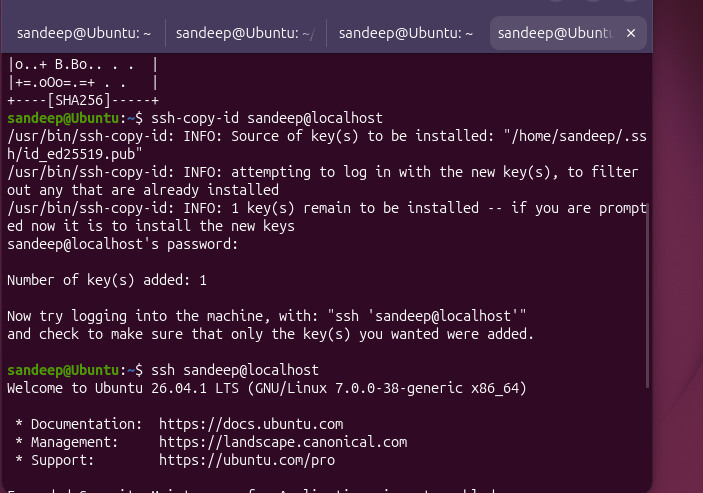 sandeep@Ubuntu: ~
sandeep@Ubuntu: ~/
sandeep@Ubuntu: ~
sandeep@Ubuntu ×
|o..+ B.Bo.. . .  |
|+=.oOo=.=+ . .   |
+----[SHA256]-----+
sandeep@Ubuntu:~$ ssh-copy-id sandeep@localhost
/usr/bin/ssh-copy-id: INFO: Source of key(s) to be installed: "/home/sandeep/.ss
h/id_ed25519.pub"
/usr/bin/ssh-copy-id: INFO: attempting to log in with the new key(s), to filter
out any that are already installed
/usr/bin/ssh-copy-id: INFO: 1 key(s) remain to be installed -- if you are prompt
ed now it is to install the new keys
sandeep@localhost's password:
Number of key(s) added: 1
Now try logging into the machine, with: "ssh 'sandeep@localhost'"
and check to make sure that only the key(s) you wanted were added.
sandeep@Ubuntu:~$ ssh sandeep@localhost
Welcome to Ubuntu 26.04.1 LTS (GNU/Linux 7.0.0-38-generic x86_64)
* Documentation:  https://docs.ubuntu.com
* Management:     https://landscape.canonical.com
* Support:        https://ubuntu.com/pro